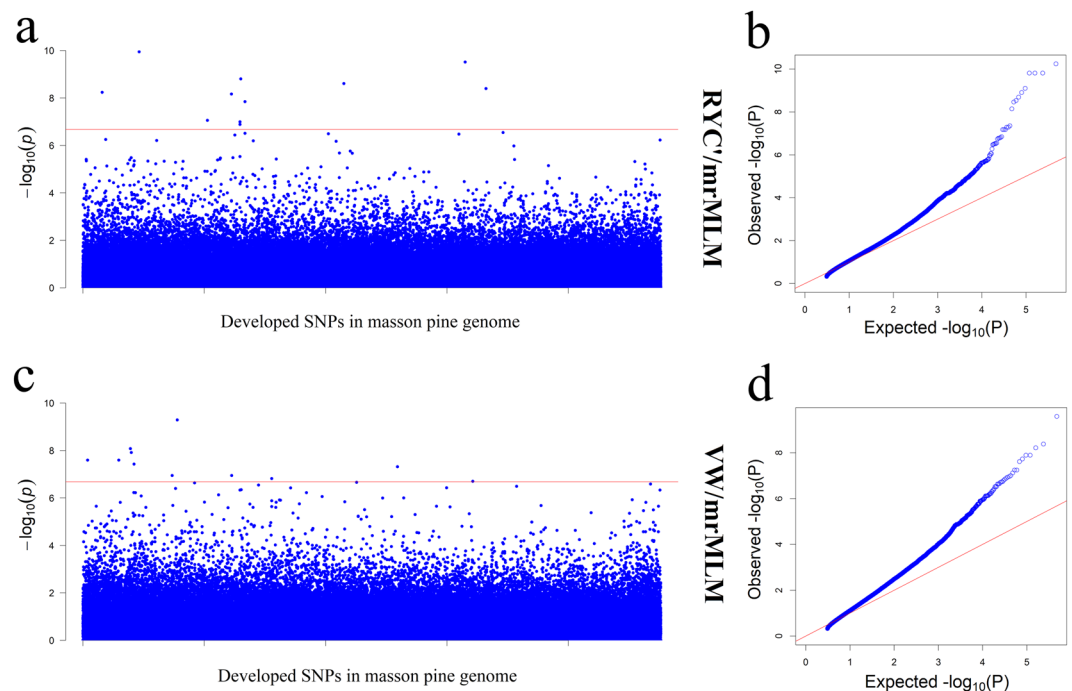 a
10
8
6
4
2
0
−log10(p)
Developed SNPs in masson pine genome
RYC'/mrMLM
b
10
8
6
4
2
0
Observed -log10(P)
0 1 2 3 4 5
Expected -log10(P)
c
10
8
6
4
2
0
−log10(p)
Developed SNPs in masson pine genome
VW/mrMLM
d
8
6
4
2
0
Observed -log10(P)
0 1 2 3 4 5
Expected -log10(P)